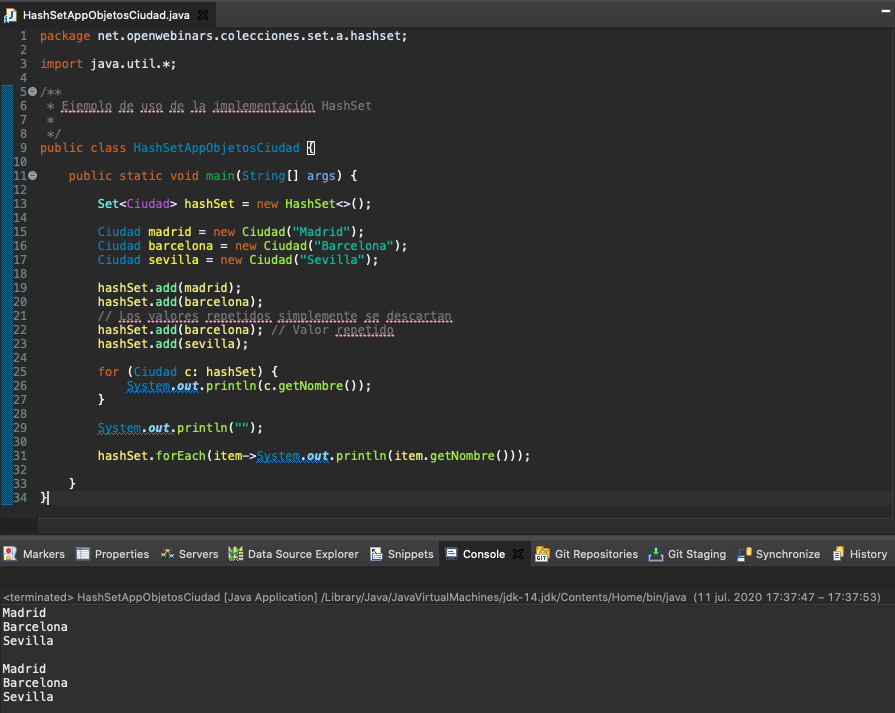 HashSetAppObjetosCiudad.java
1 package net.openwebinars.colecciones.set.a.hashset;
2
3 import java.util.*;
4
5 /**
6 * Ejemplo de uso de la implementación HashSet
7 *
8 */
9 public class HashSetAppObjetosCiudad {
10
11 public static void main(String[] args) {
12
13 Set<Ciudad> hashSet = new HashSet<>();
14
15 Ciudad madrid = new Ciudad("Madrid");
16 Ciudad barcelona = new Ciudad("Barcelona");
17 Ciudad sevilla = new Ciudad("Sevilla");
18
19 hashSet.add(madrid);
20 hashSet.add(barcelona);
21 // Los valores repetidos simplemente se descartan
22 hashSet.add(barcelona); // Valor repetido
23 hashSet.add(sevilla);
24
25 for (Ciudad c: hashSet) {
26 System.out.println(c.getNombre());
27 }
28
29 System.out.println("");
30
31 hashSet.forEach(item->System.out.println(item.getNombre()));
32
33 }
34 }
Markers Properties Servers Data Source Explorer Snippets Console Git Repositories Git Staging Synchronize History
<terminated> HashSetAppObjetosCiudad [Java Application] /Library/Java/JavaVirtualMachines/jdk-14.jdk/Contents/Home/bin/java (11 jul. 2020 17:37:47 – 17:37:53)
Madrid
Barcelona
Sevilla

Madrid
Barcelona
Sevilla